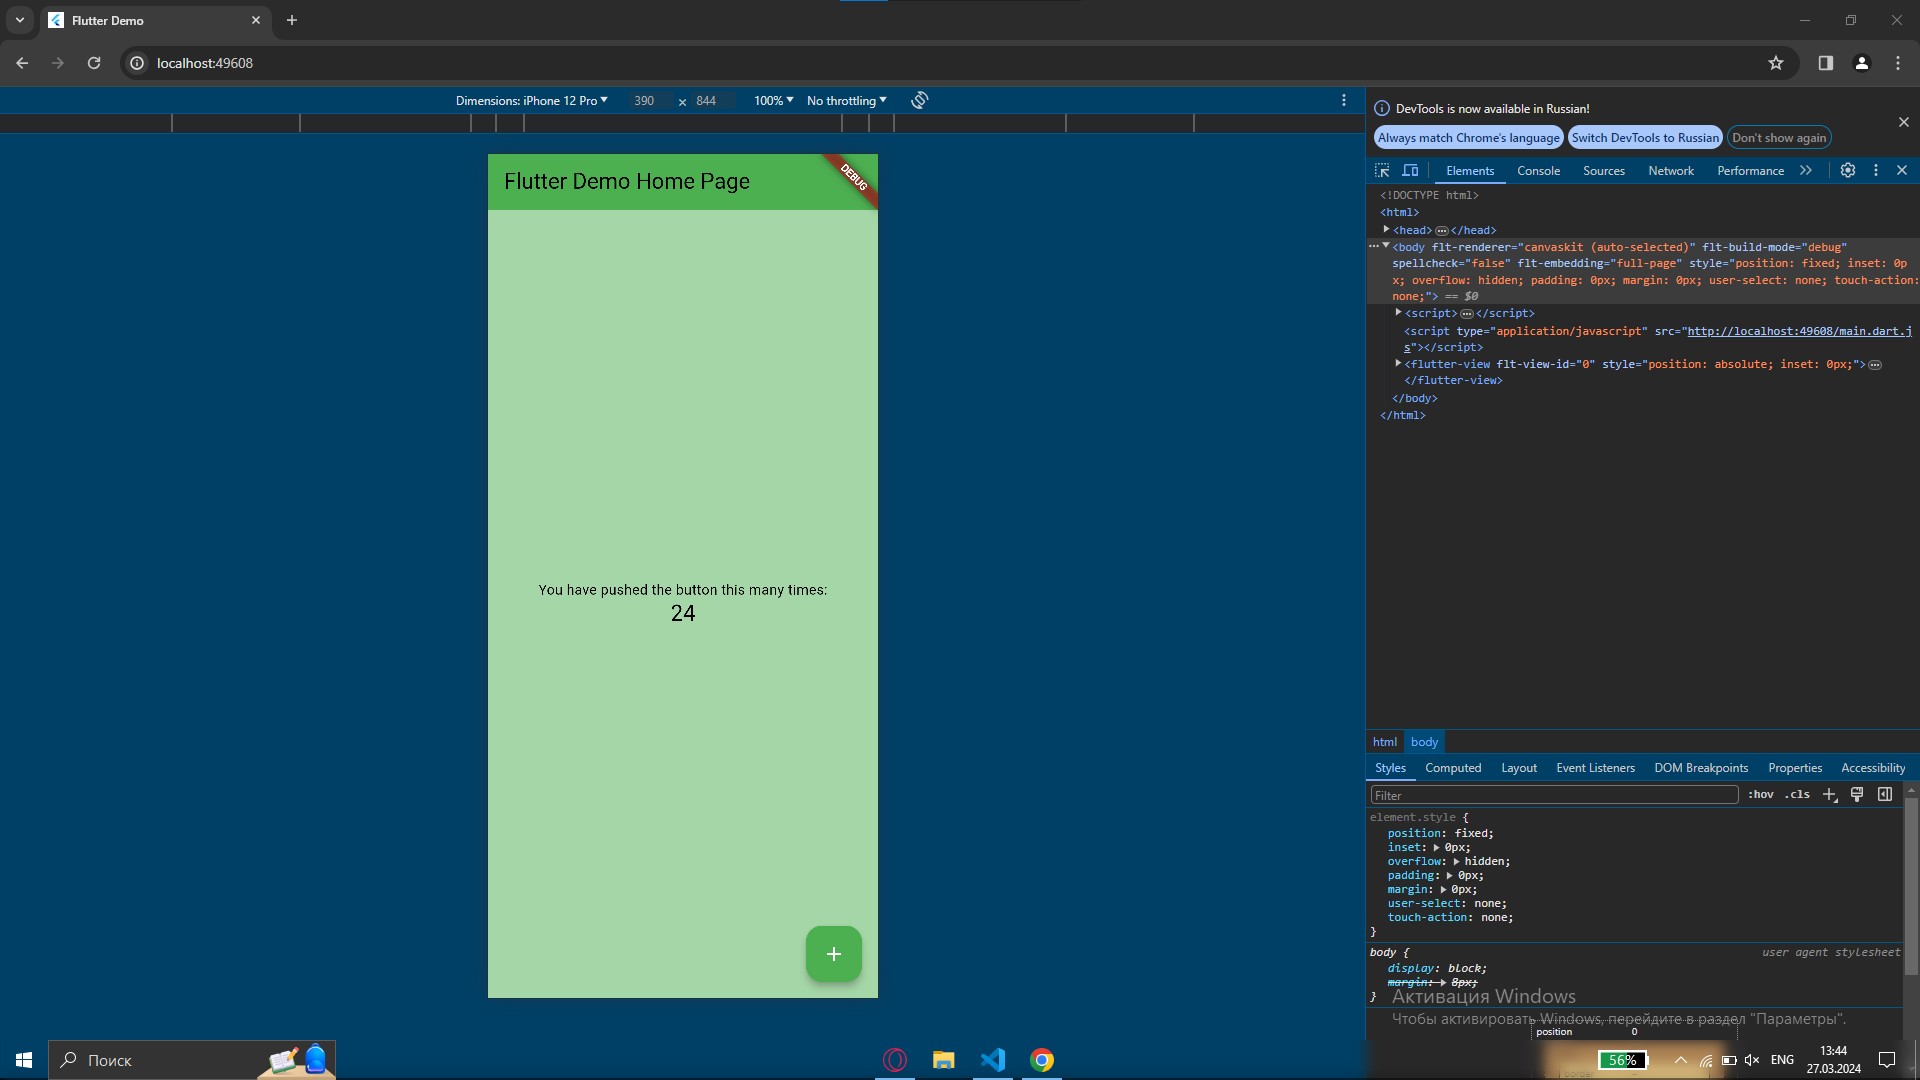 Flutter Demo
localhost:49608
Dimensions: iPhone 12 Pro
390 × 844
100%
No throttling
DevTools is now available in Russian!
Always match Chrome's language
Switch DevTools to Russian
Don't show again
Elements Console Sources Network Performance
Flutter Demo Home Page
DEBUG
You have pushed the button this many times:
24
+
<!DOCTYPE html>
<html>
<head> … </head>
<body flt-renderer="canvaskit (auto-selected)" flt-build-mode="debug"
spellcheck="false" flt-embedding="full-page" style="position: fixed; inset: 0p
x; overflow: hidden; padding: 0px; margin: 0px; user-select: none; touch-action:
none;"> == $0
<script> … </script>
<script type="application/javascript" src="http://localhost:49608/main.dart.j
s"></script>
<flutter-view flt-view-id="0" style="position: absolute; inset: 0px;"> …
</flutter-view>
</body>
</html>
html body
Styles Computed Layout Event Listeners DOM Breakpoints Properties Accessibility
Filter
:hov .cls
element.style {
position: fixed;
inset: 0px;
overflow: hidden;
padding: 0px;
margin: 0px;
user-select: none;
touch-action: none;
}
body {
user agent stylesheet
display: block;
margin: 8px;
}
Активация Windows
Чтобы активировать Windows, перейдите в раздел "Параметры".
position 0
border
Поиск
56%
ENG
13:44
27.03.2024